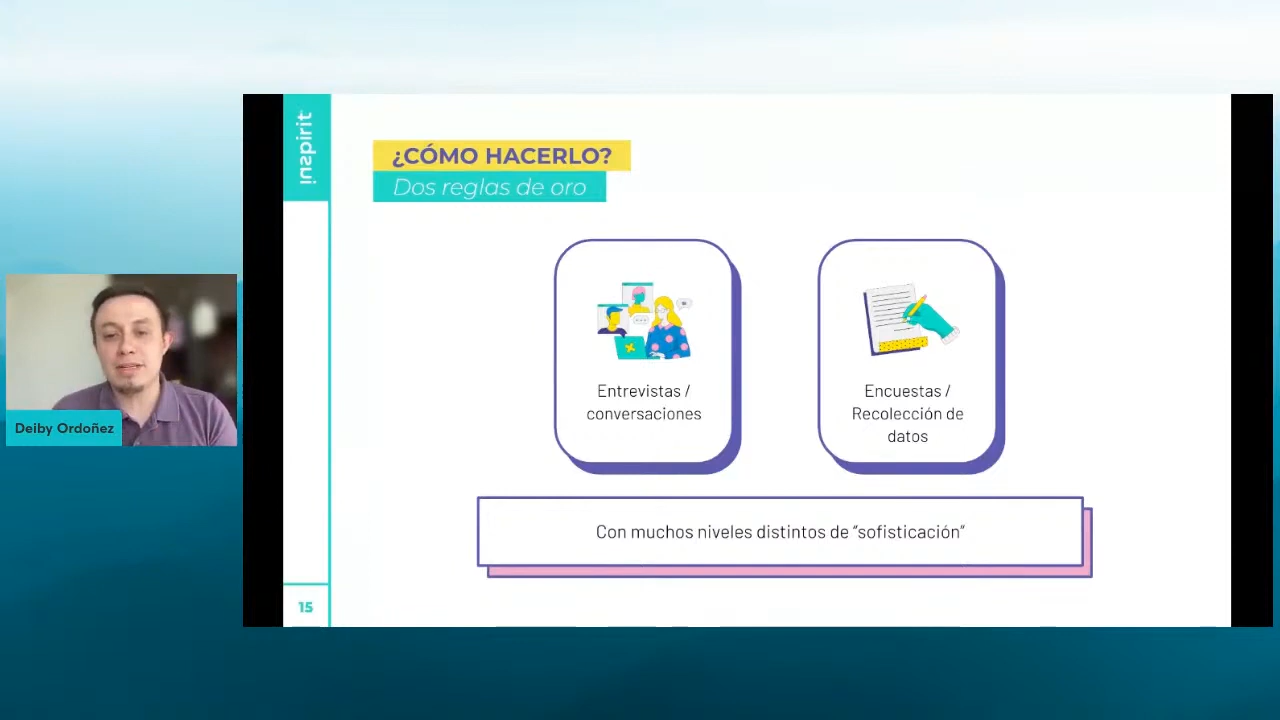 inspirit
¿CÓMO HACERLO?
Dos reglas de oro
Entrevistas /
conversaciones
Encuestas /
Recolección de
datos
Con muchos niveles distintos de “sofisticación”
Deiby Ordoñez
15